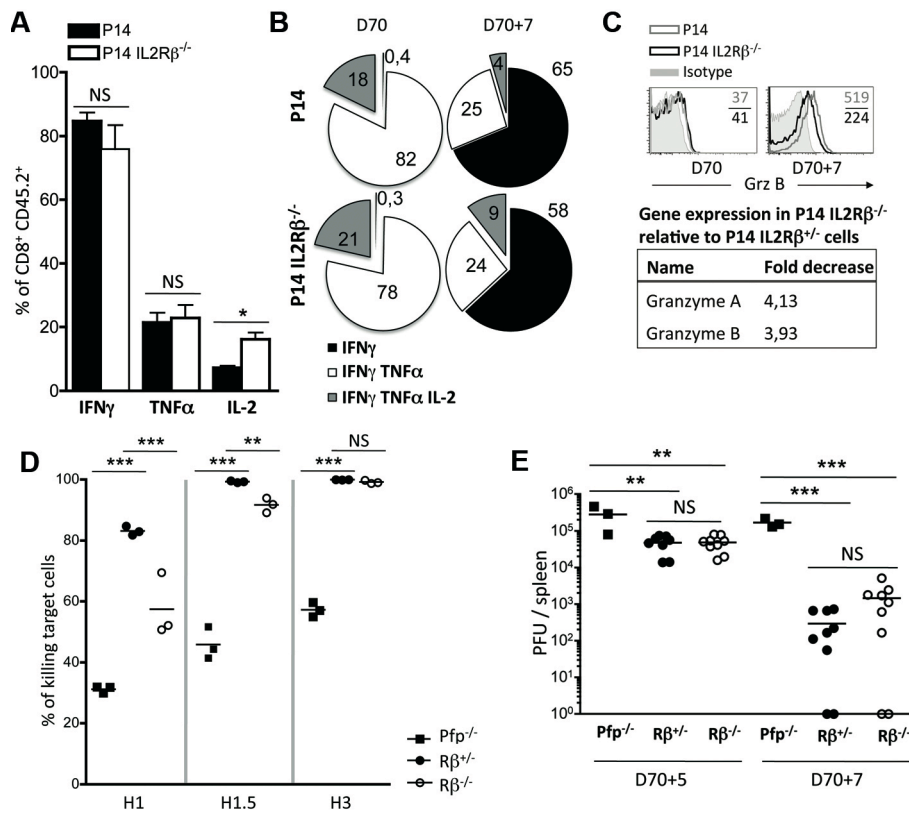 A
P14
P14 IL2Rβ-/-
% of CD8+ CD45.2+
100
80
60
40
20
0
NS
NS
*
IFNγ
TNFα
IL-2
B
D70
D70+7
P14
18
0,4
82
4
65
25
P14 IL2Rβ-/-
21
0,3
78
9
58
24
IFNγ
IFNγ TNFα
IFNγ TNFα IL-2
C
P14
P14 IL2Rβ-/-
Isotype
37
41
519
224
D70
D70+7
Grz B
Gene expression in P14 IL2Rβ-/-
relative to P14 IL2Rβ+/- cells
Name Fold decrease
Granzyme A 4,13
Granzyme B 3,93
D
% of killing target cells
100
80
60
40
20
0
***
***
**
***
NS
***
H1
H1.5
H3
Pfp-/-
Rβ+/-
Rβ-/-
E
PFU / spleen
10^6
10^5
10^4
10^3
10^2
10^1
10^0
**
**
NS
***
***
NS
Pfp-/- Rβ+/- Rβ-/- Pfp-/- Rβ+/- Rβ-/-
D70+5
D70+7